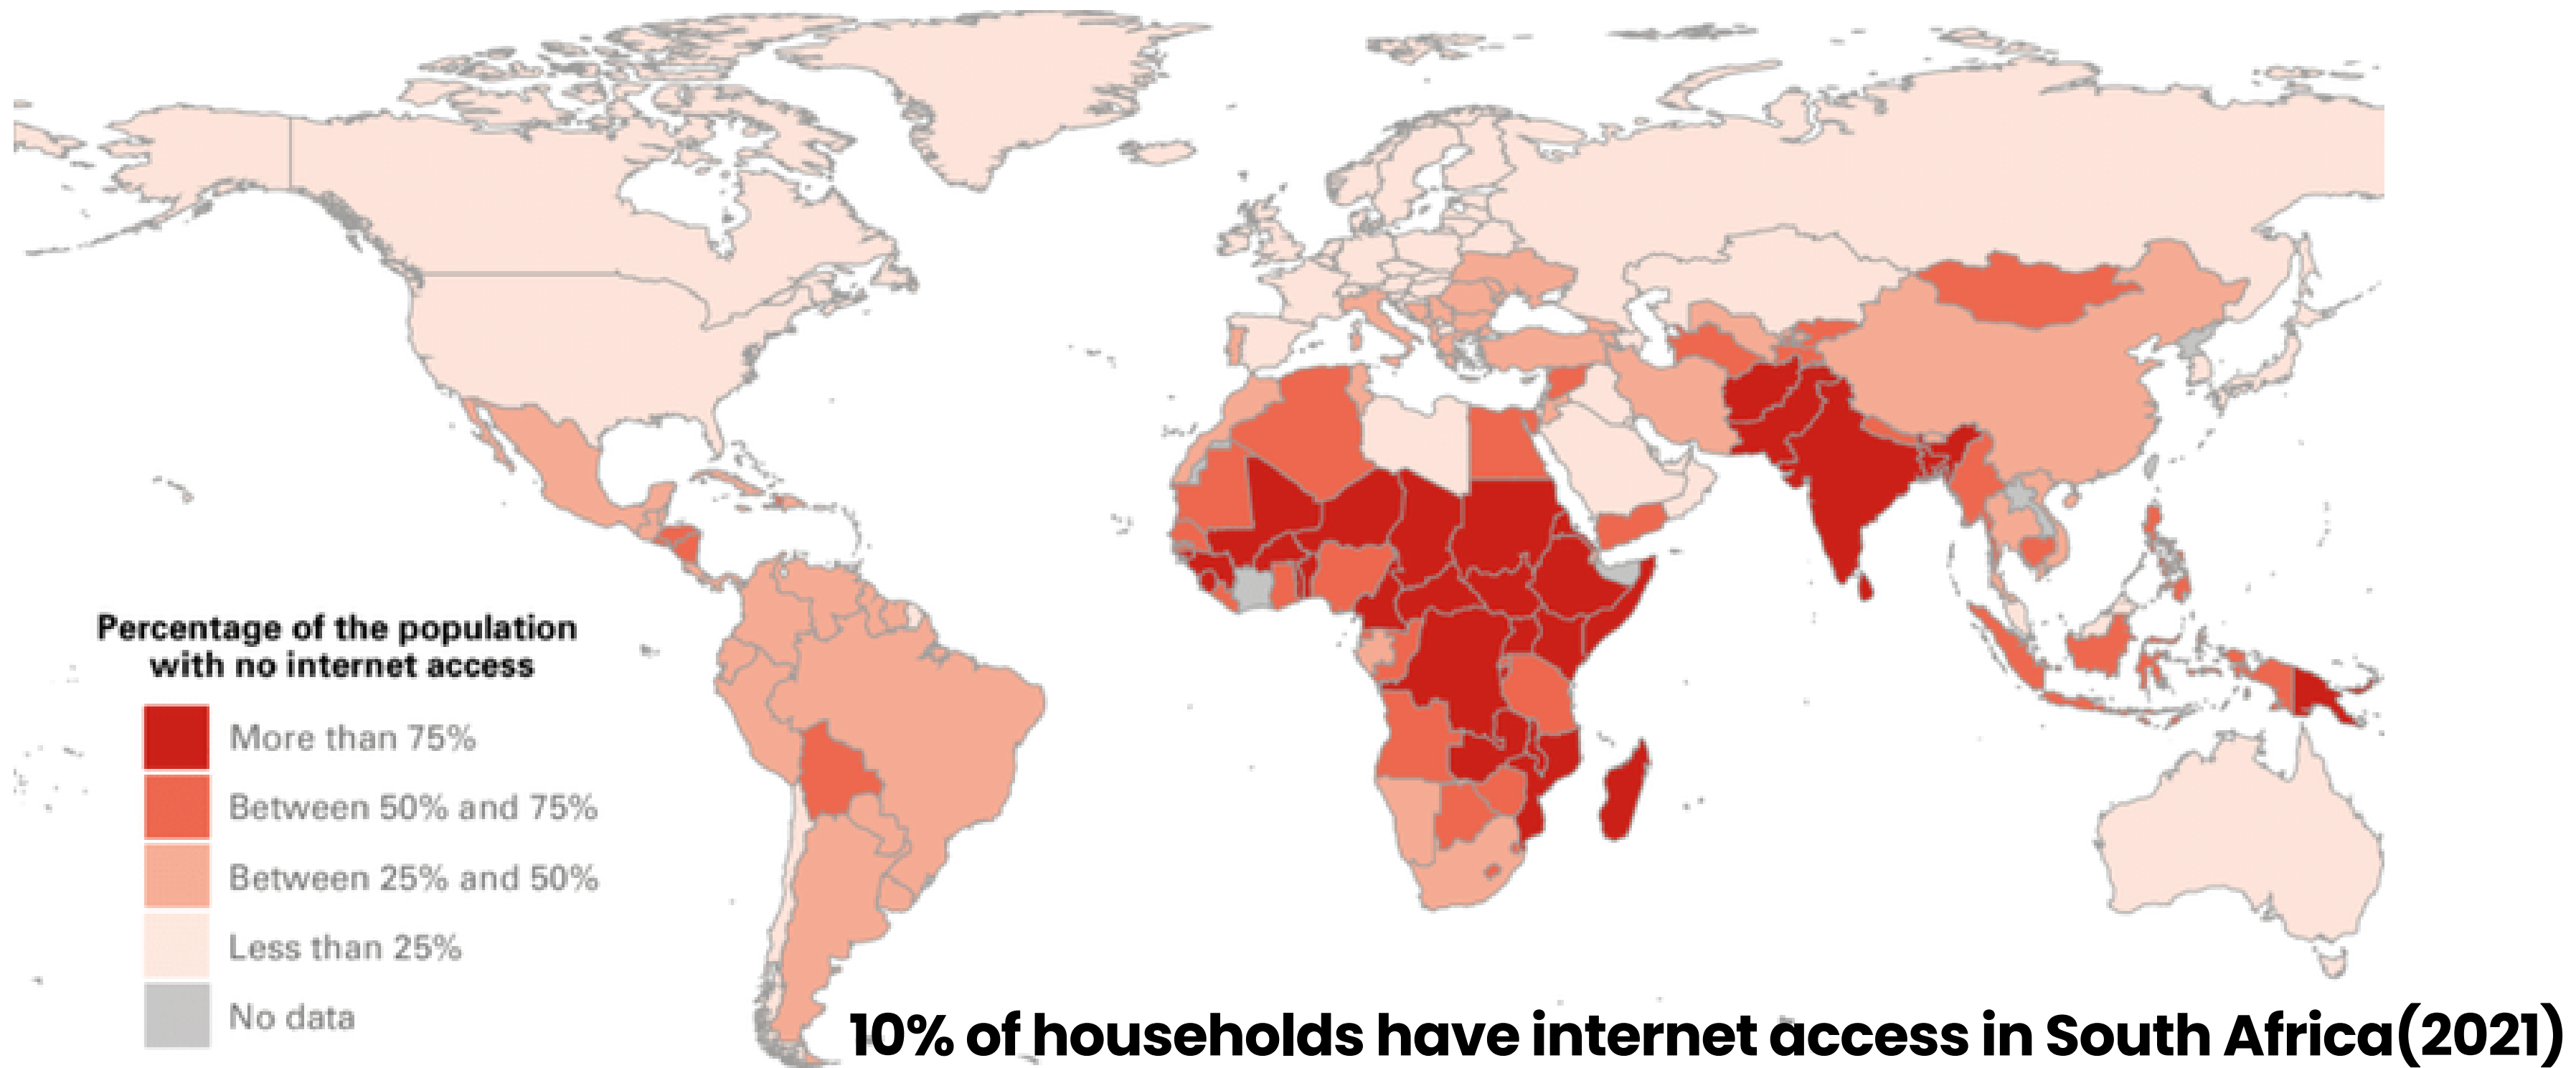 Percentage of the population
with no internet access
More than 75%
Between 50% and 75%
Between 25% and 50%
Less than 25%
No data
10% of households have internet access in South Africa(2021)